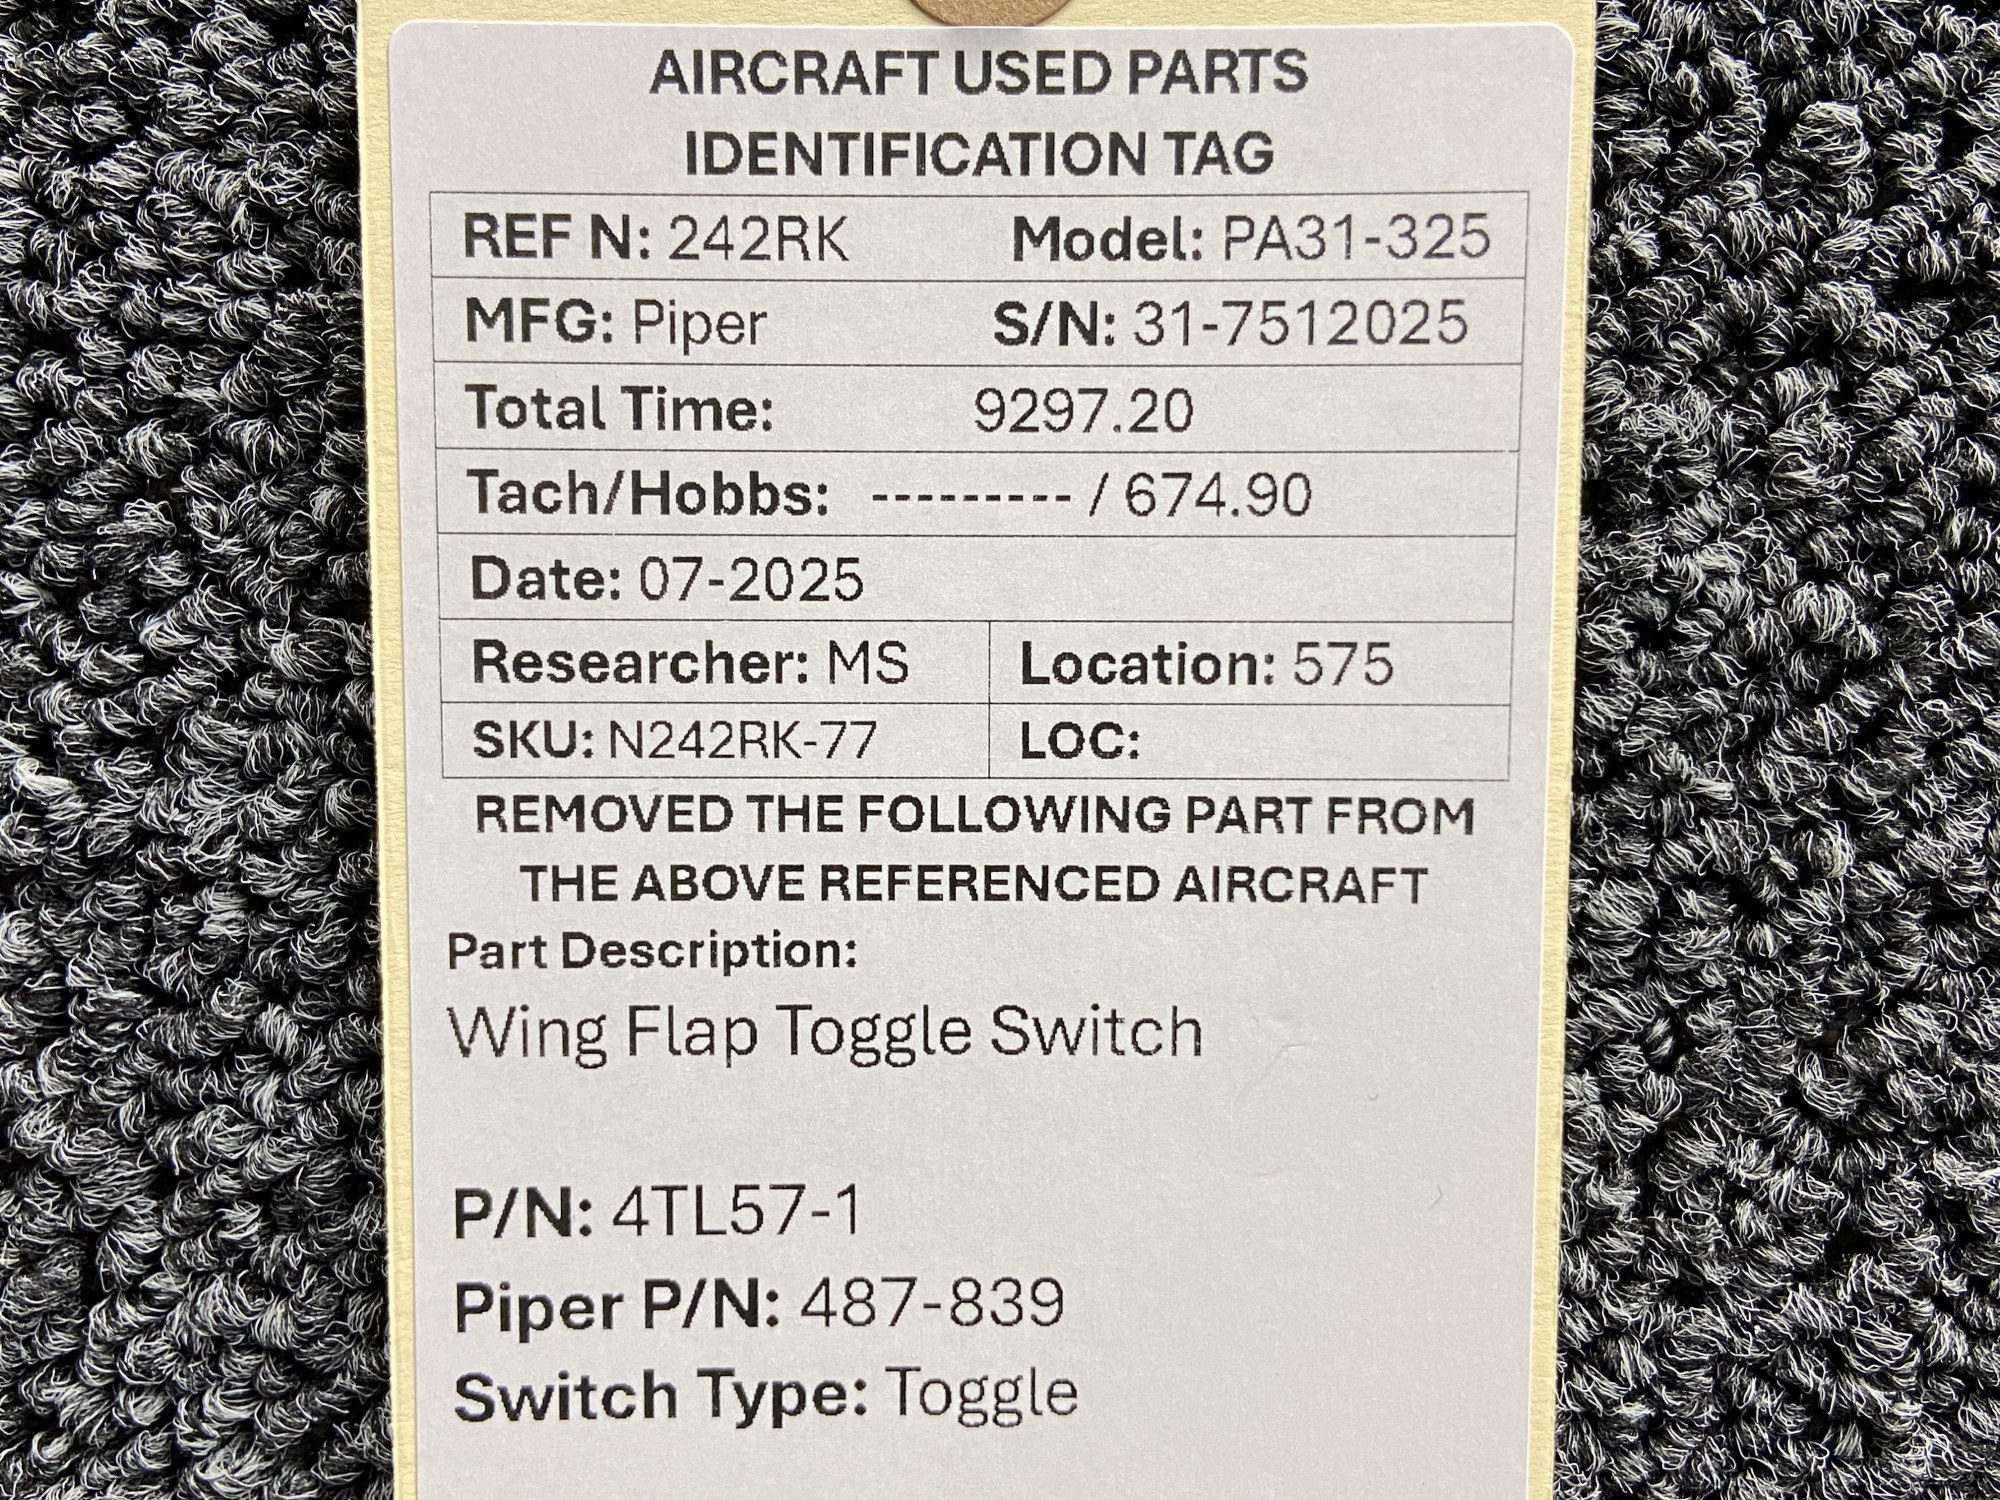 AIRCRAFT USED PARTS
IDENTIFICATION TAG
REF N: 242RK Model: PA31-325
MFG: Piper S/N: 31-7512025
Total Time: 9297.20
Tach/Hobbs: --------- / 674.90
Date: 07-2025
Researcher: MS Location: 575
SKU: N242RK-77 LOC:
REMOVED THE FOLLOWING PART FROM
THE ABOVE REFERENCED AIRCRAFT
Part Description:
Wing Flap Toggle Switch
P/N: 4TL57-1
Piper P/N: 487-839
Switch Type: Toggle